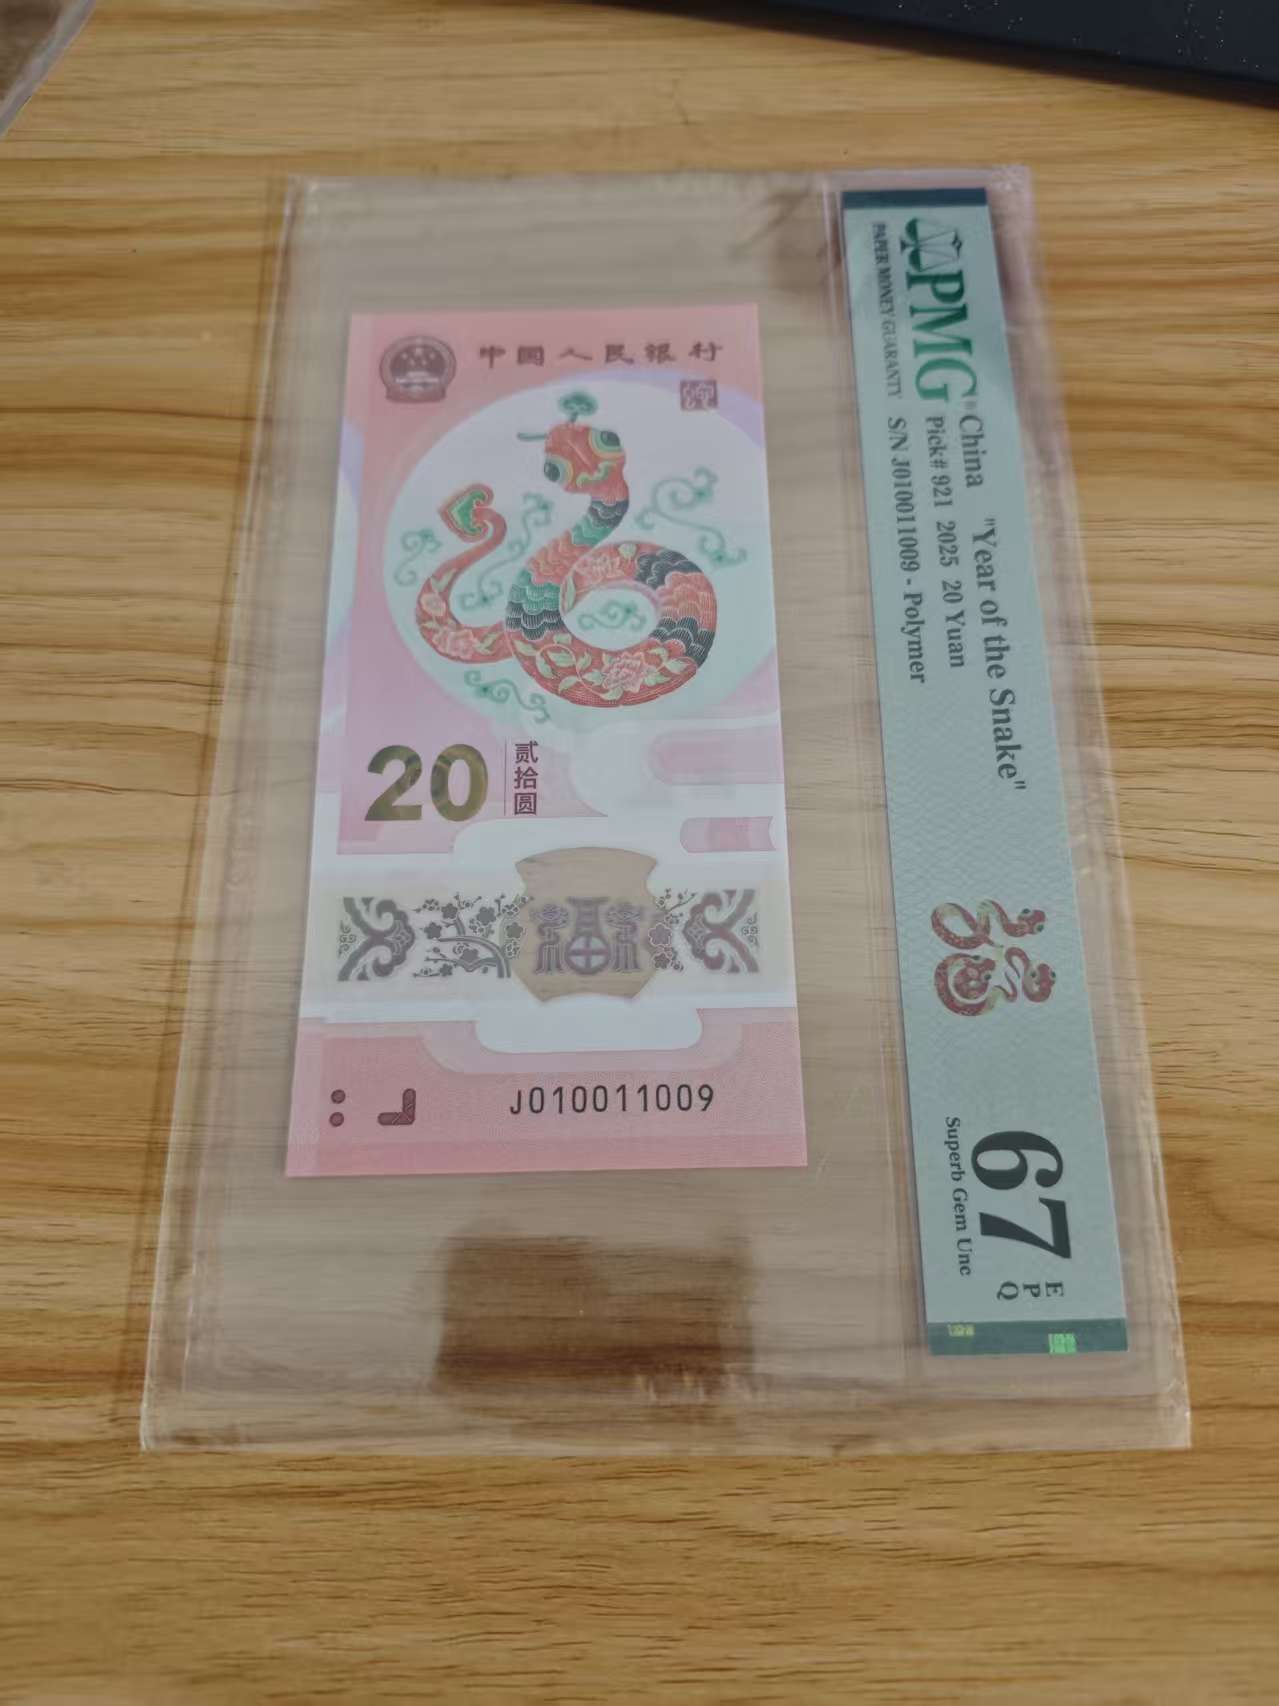 中国人民银行
20
贰拾圆
福
J010011009
PMG
PAPER MONEY GUARANTY
China "Year of the Snake"
Pick# 921 2025 20 Yuan
S/N J010011009 - Polymer
67
EPQ
Superb Gem Unc